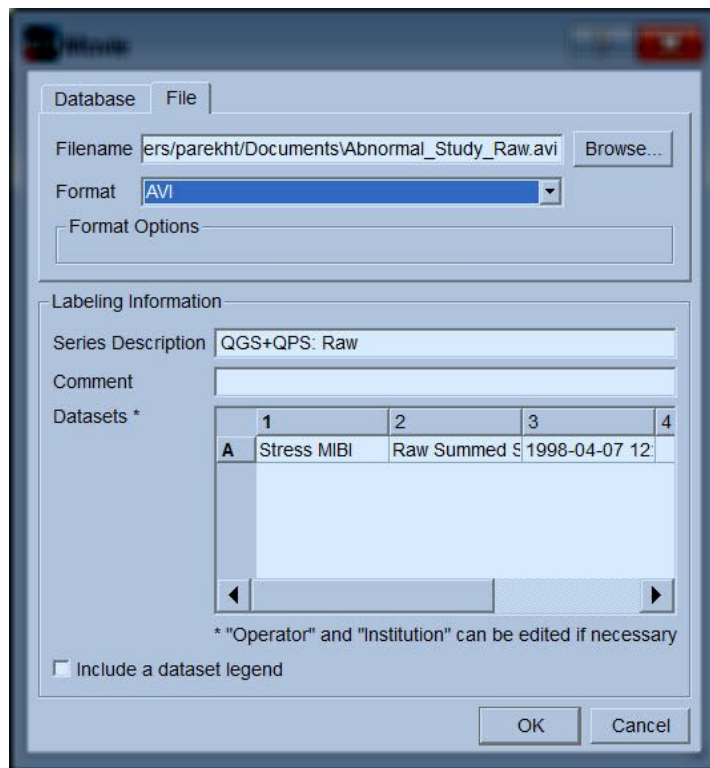 Movie
Database File
Filename ers/parekht/Documents\Abnormal_Study_Raw.avi Browse...
Format AVI
Format Options
Labeling Information
Series Description QGS+QPS: Raw
Comment
Datasets *
1 2 3 4
A Stress MIBI Raw Summed S 1998-04-07 12:
* "Operator" and "Institution" can be edited if necessary
Include a dataset legend
OK Cancel